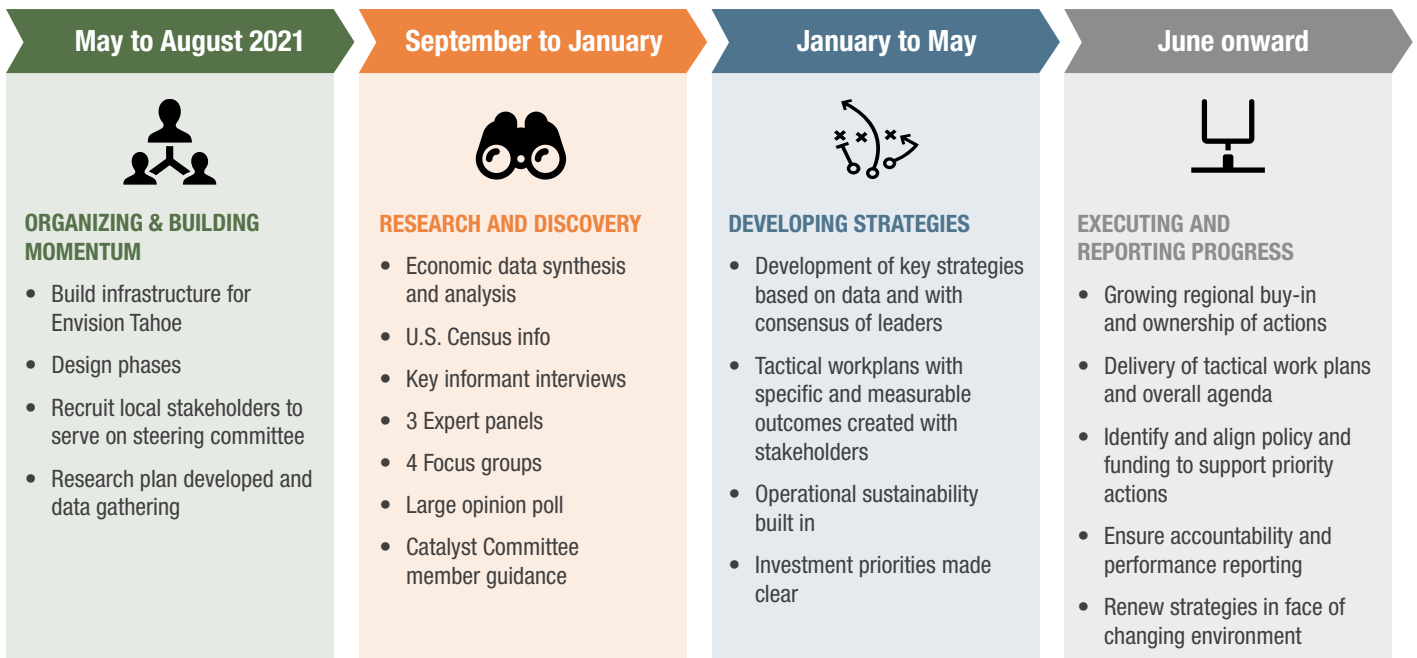 May to August 2021
ORGANIZING & BUILDING
MOMENTUM
• Build infrastructure for
Envision Tahoe
• Design phases
• Recruit local stakeholders to
serve on steering committee
• Research plan developed and
data gathering
September to January
RESEARCH AND DISCOVERY
• Economic data synthesis
and analysis
• U.S. Census info
• Key informant interviews
• 3 Expert panels
• 4 Focus groups
• Large opinion poll
• Catalyst Committee
member guidance
January to May
DEVELOPING STRATEGIES
• Development of key strategies
based on data and with
consensus of leaders
• Tactical workplans with
specific and measurable
outcomes created with
stakeholders
• Operational sustainability
built in
• Investment priorities made
clear
June onward
EXECUTING AND
REPORTING PROGRESS
• Growing regional buy-in
and ownership of actions
• Delivery of tactical work plans
and overall agenda
• Identify and align policy and
funding to support priority
actions
• Ensure accountability and
performance reporting
• Renew strategies in face of
changing environment